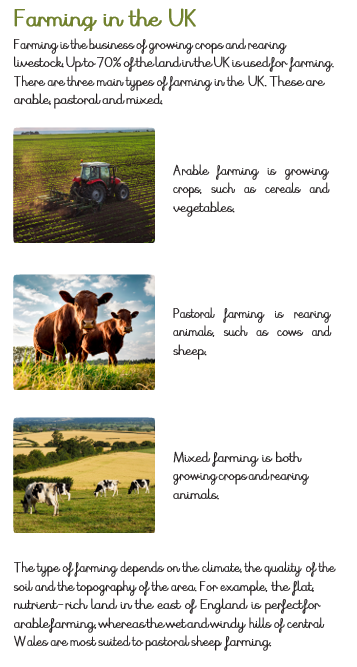 Farming in the UK
Farming is the business of growing crops and rearing
livestock. Up to 70% of the land in the UK is used for farming.
There are three main types of farming in the UK. These are
arable, pastoral and mixed.
Arable farming is growing
crops, such as cereals and
vegetables.
Pastoral farming is rearing
animals, such as cows and
sheep.
Mixed farming is both
growing crops and rearing
animals.
The type of farming depends on the climate, the quality of the
soil and the topography of the area. For example, the flat,
nutrient-rich land in the east of England is perfect for
arable farming, whereas the wet and windy hills of central
Wales are most suited to pastoral sheep farming.